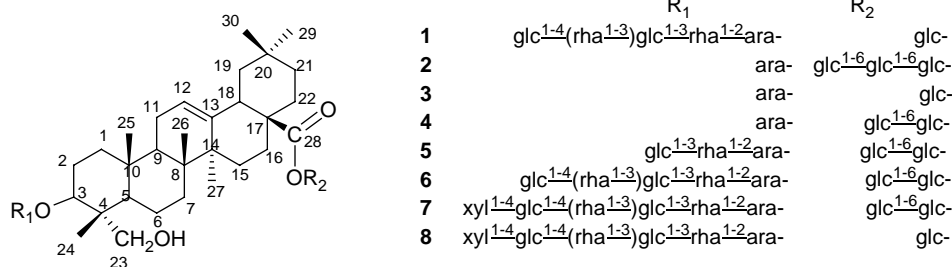 R₁ R₂
1 glc¹⁻⁴(rha¹⁻³)glc¹⁻³rha¹⁻²ara- glc-
2 ara- glc¹⁻⁶glc¹⁻⁶glc-
3 ara- glc-
4 ara- glc¹⁻⁶glc-
5 glc¹⁻³rha¹⁻²ara- glc¹⁻⁶glc-
6 glc¹⁻⁴(rha¹⁻³)glc¹⁻³rha¹⁻²ara- glc¹⁻⁶glc-
7 xyl¹⁻⁴glc¹⁻⁴(rha¹⁻³)glc¹⁻³rha¹⁻²ara- glc¹⁻⁶glc-
8 xyl¹⁻⁴glc¹⁻⁴(rha¹⁻³)glc¹⁻³rha¹⁻²ara- glc-
30 29
19 20 21
12 18 22
11 13 17 O
25 26 C 28
1 14 16 OR₂
2 10 9 8 15
27
3 4 5 7
R₁O 6
24 CH₂OH
23